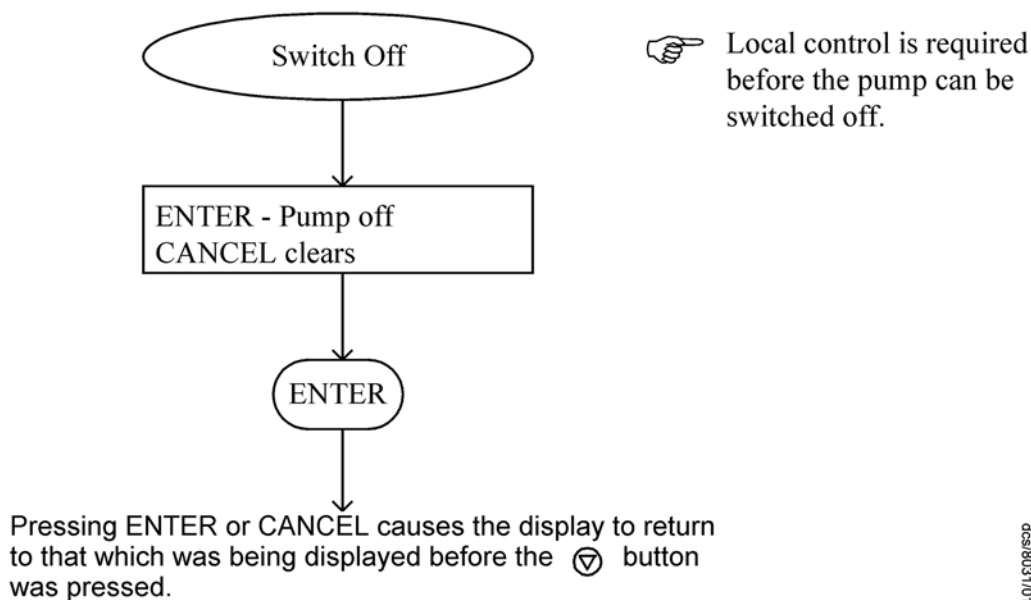 Switch Off
Local control is required
before the pump can be
switched off.
ENTER - Pump off
CANCEL clears
ENTER
Pressing ENTER or CANCEL causes the display to return
to that which was being displayed before the button
was pressed.